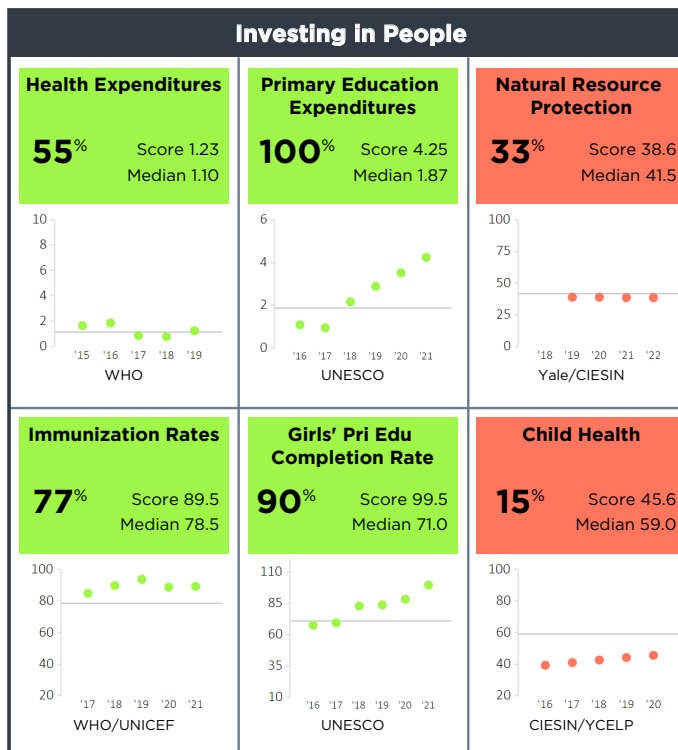 Investing in People
Health Expenditures
55%
Score 1.23
Median 1.10
10
8
6
4
2
0
'15 '16 '17 '18 '19
WHO
Primary Education
Expenditures
100%
Score 4.25
Median 1.87
6
4
2
0
'16 '17 '18 '19 '20 '21
UNESCO
Natural Resource
Protection
33%
Score 38.6
Median 41.5
100
75
50
25
0
'18 '19 '20 '21 '22
Yale/CIESIN
Immunization Rates
77%
Score 89.5
Median 78.5
100
80
60
40
20
'17 '18 '19 '20 '21
WHO/UNICEF
Girls' Pri Edu
Completion Rate
90%
Score 99.5
Median 71.0
110
85
60
35
10
'16 '17 '18 '19 '20 '21
UNESCO
Child Health
15%
Score 45.6
Median 59.0
100
80
60
40
20
'16 '17 '18 '19 '20
CIESIN/YCELP